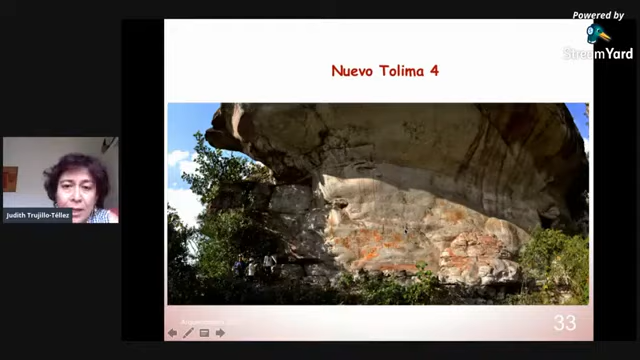 Powered by
StreamYard
Nuevo Tolima 4
Judith Trujillo-Téllez
33